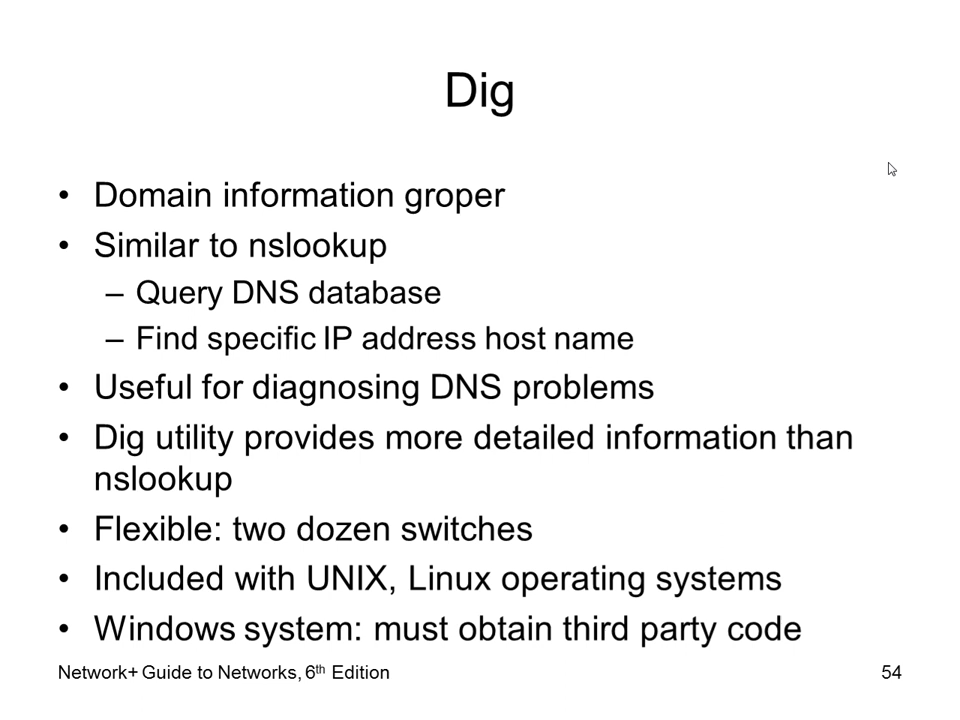 Dig
• Domain information groper
• Similar to nslookup
– Query DNS database
– Find specific IP address host name
• Useful for diagnosing DNS problems
• Dig utility provides more detailed information than
nslookup
• Flexible: two dozen switches
• Included with UNIX, Linux operating systems
• Windows system: must obtain third party code
Network+ Guide to Networks, 6th Edition
54